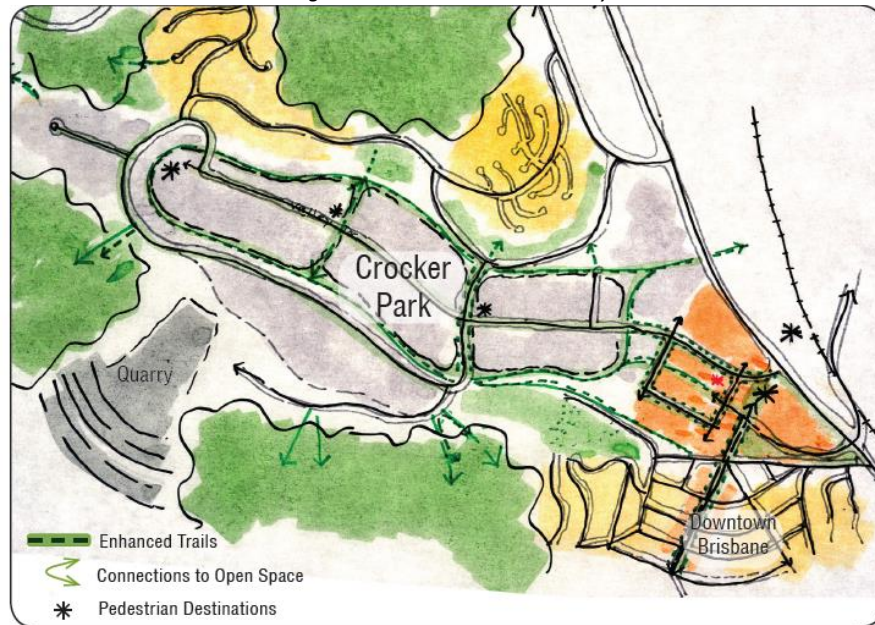 Crocker
Park
Quarry
Downtown
Brisbane
Enhanced Trails
Connections to Open Space
Pedestrian Destinations